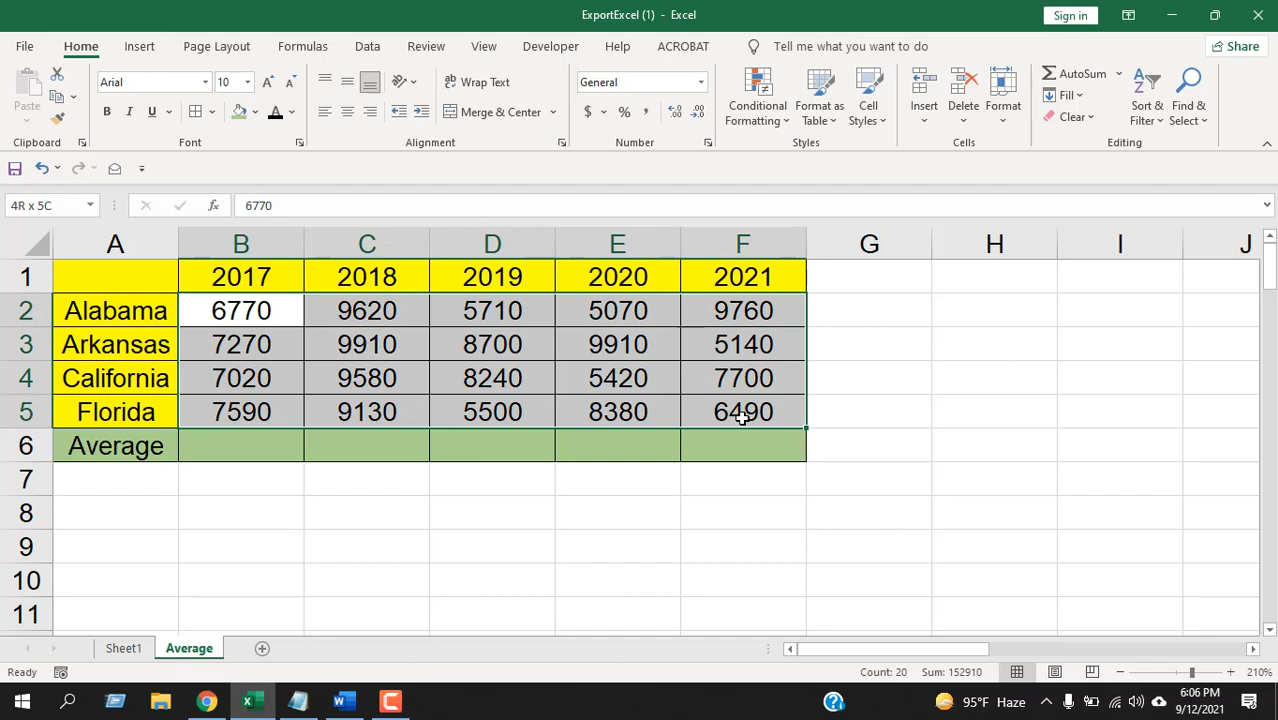 ExportExcel (1) - Excel
Sign in
File Home Insert Page Layout Formulas Data Review View Developer Help ACROBAT Tell me what you want to do Share
Paste
Arial 10
B I U A
Wrap Text
Merge & Center
General
$ % ,
Conditional Formatting
Format as Table
Cell Styles
Insert
Delete
Format
AutoSum
Fill
Clear
Sort & Filter
Find & Select
Clipboard Font Alignment Number Styles Cells Editing
4R x 5C fx 6770
A B C D E F G H I J
1 2017 2018 2019 2020 2021
2 Alabama 6770 9620 5710 5070 9760
3 Arkansas 7270 9910 8700 9910 5140
4 California 7020 9580 8240 5420 7700
5 Florida 7590 9130 5500 8380 6490
6 Average
7
8
9
10
11
Sheet1 Average
Ready Count: 20 Sum: 152910 210%
95°F Haze 6:06 PM
9/12/2021